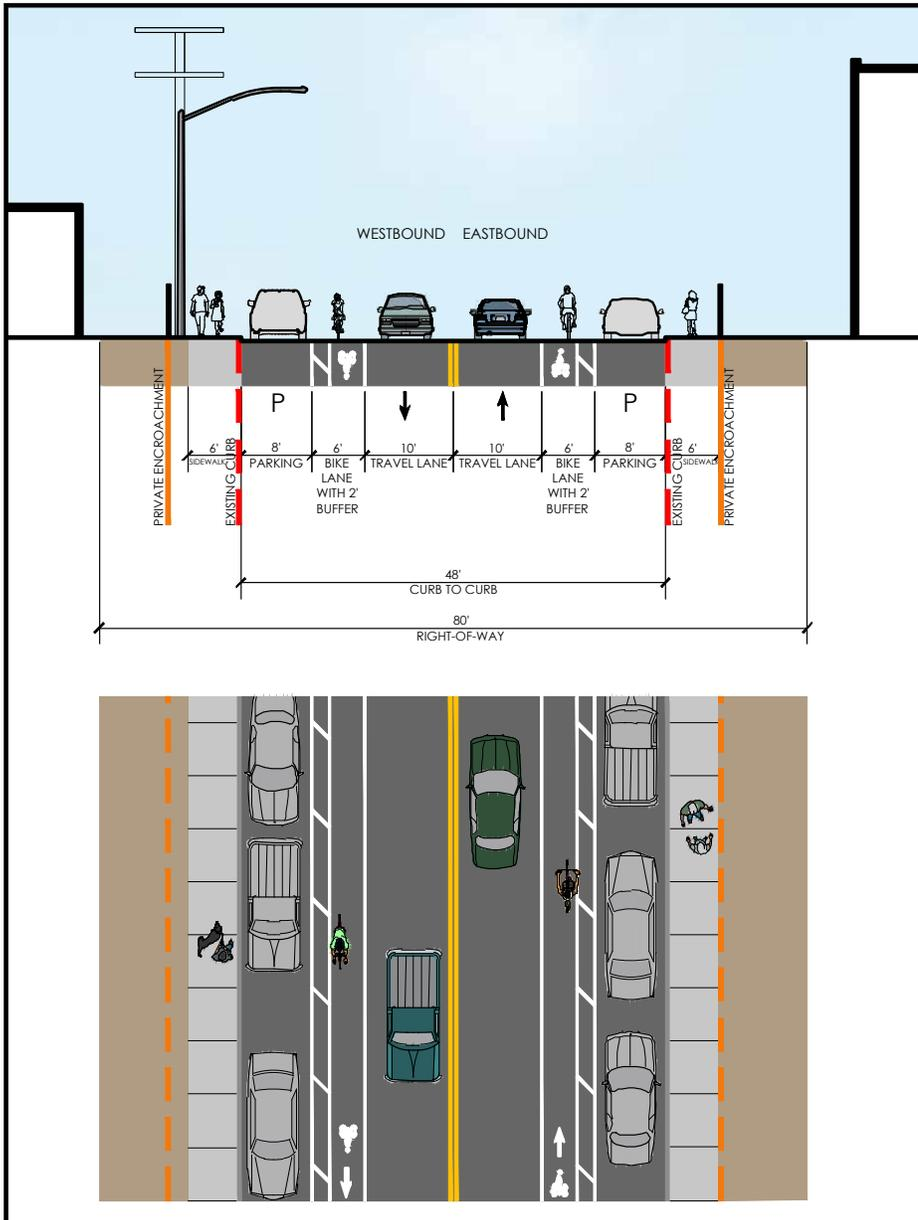 WESTBOUND EASTBOUND
PRIVATE ENCROACHMENT
6'
SIDEWALK
EXISTING CURB
P
8'
PARKING
6'
BIKE
LANE
WITH 2'
BUFFER
10'
TRAVEL LANE
10'
TRAVEL LANE
6'
BIKE
LANE
WITH 2'
BUFFER
P
8'
PARKING
EXISTING CURB
6'
SIDEWALK
PRIVATE ENCROACHMENT
48'
CURB TO CURB
80'
RIGHT-OF-WAY